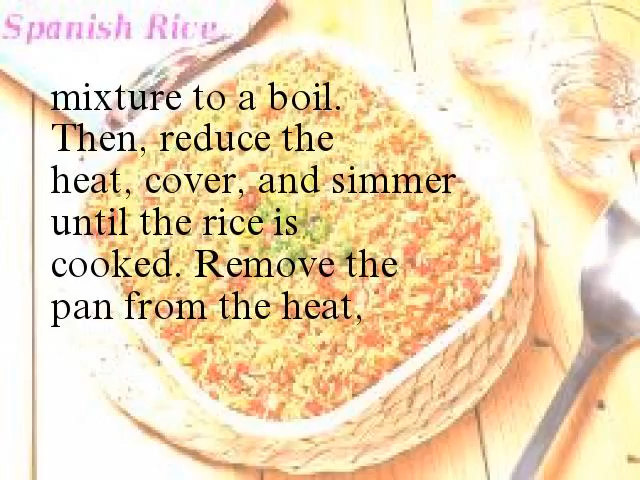 Spanish Rice
mixture to a boil.
Then, reduce the
heat, cover, and simmer
until the rice is
cooked. Remove the
pan from the heat,